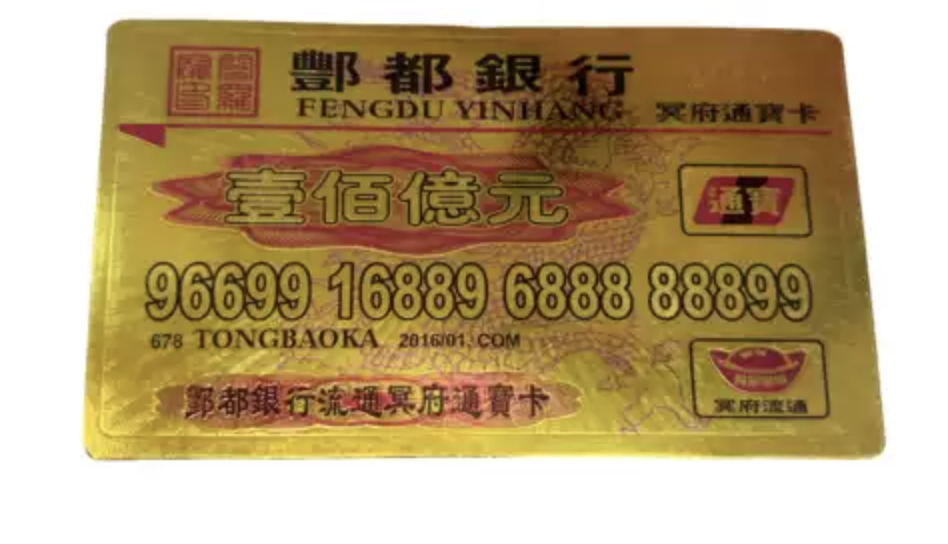 酆都銀行
FENGDU YINHANG 冥府通寶卡
壹佰億元
通寶
96699 16889 6888 88899
678 TONGBAOKA 2016/01. COM
酆都銀行流通冥府通寶卡
冥府流通